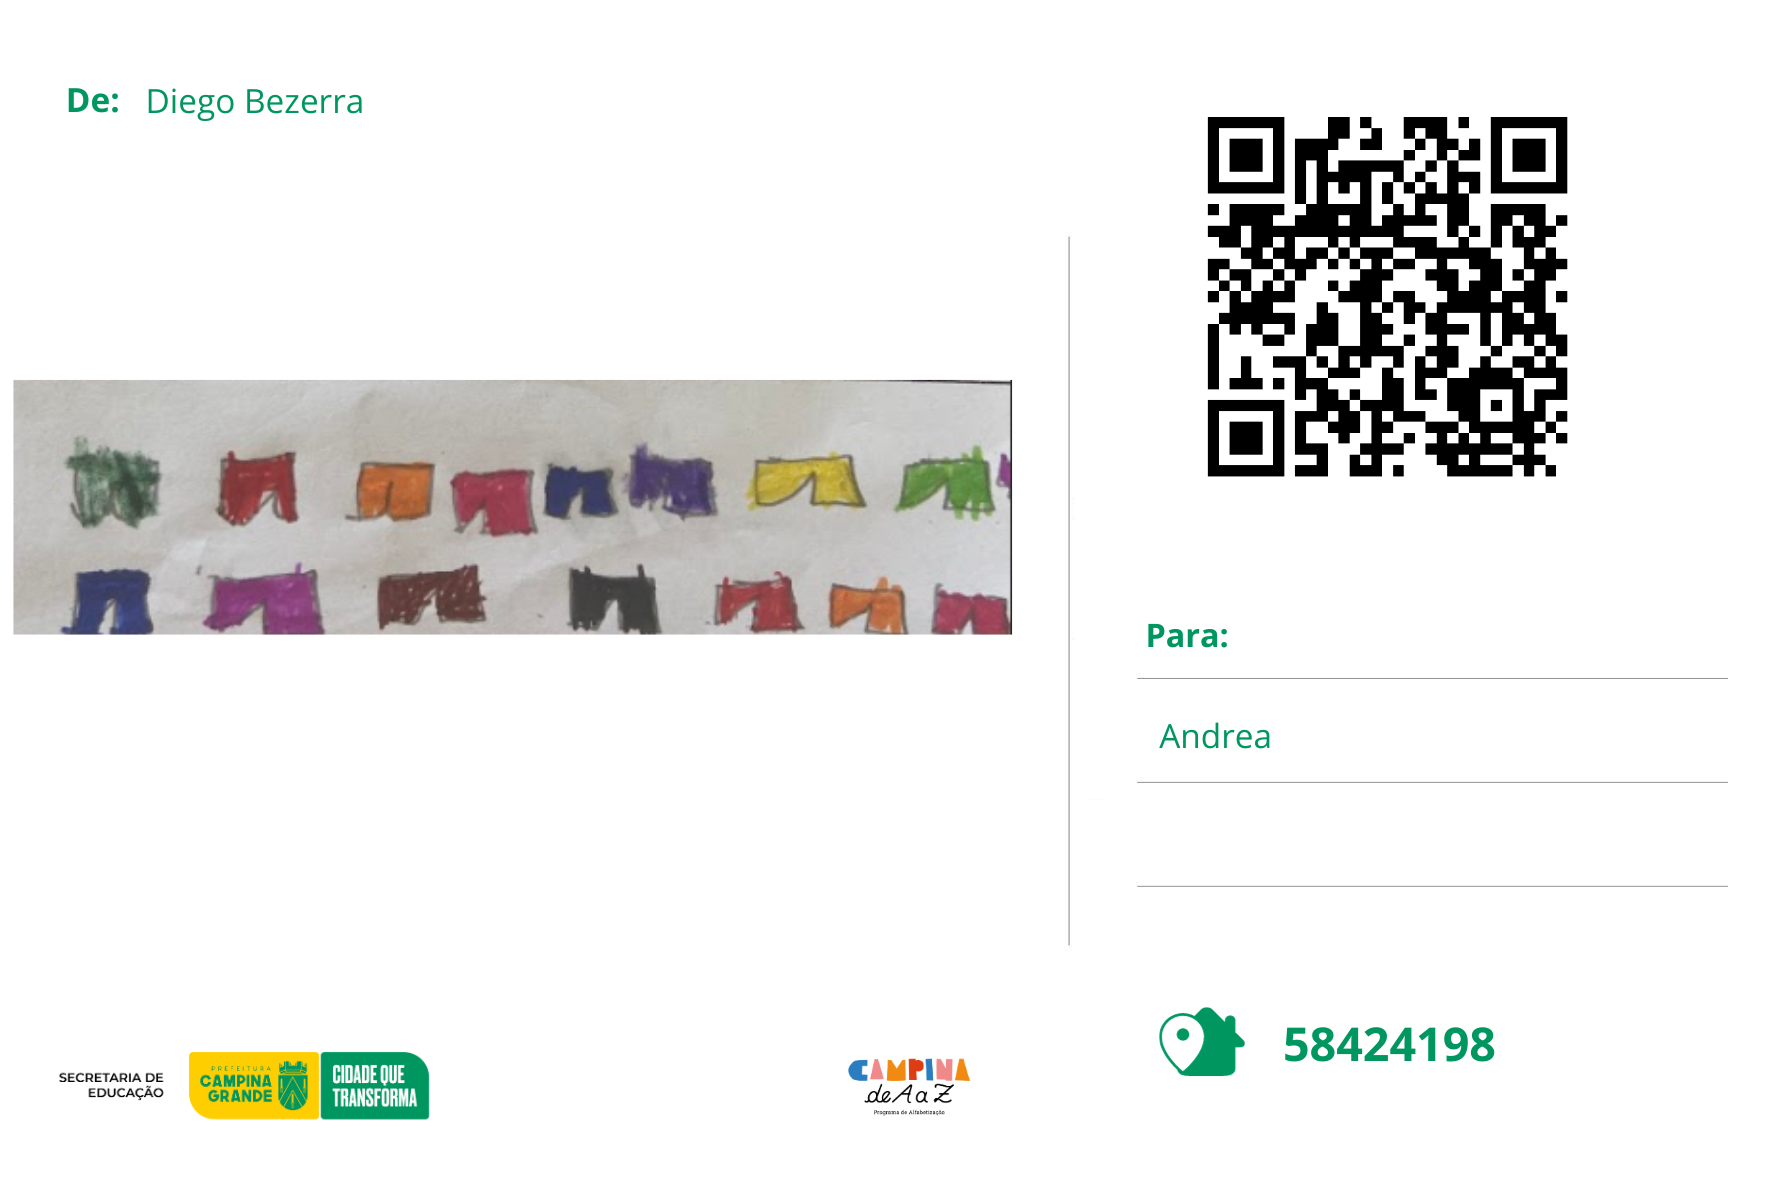 De: Diego Bezerra
Para:
Andrea
58424198
SECRETARIA DE
EDUCAÇÃO
PREFEITURA
CAMPINA
GRANDE
CIDADE QUE
TRANSFORMA
CAMPINA
de A a Z
Programa de Alfabetização